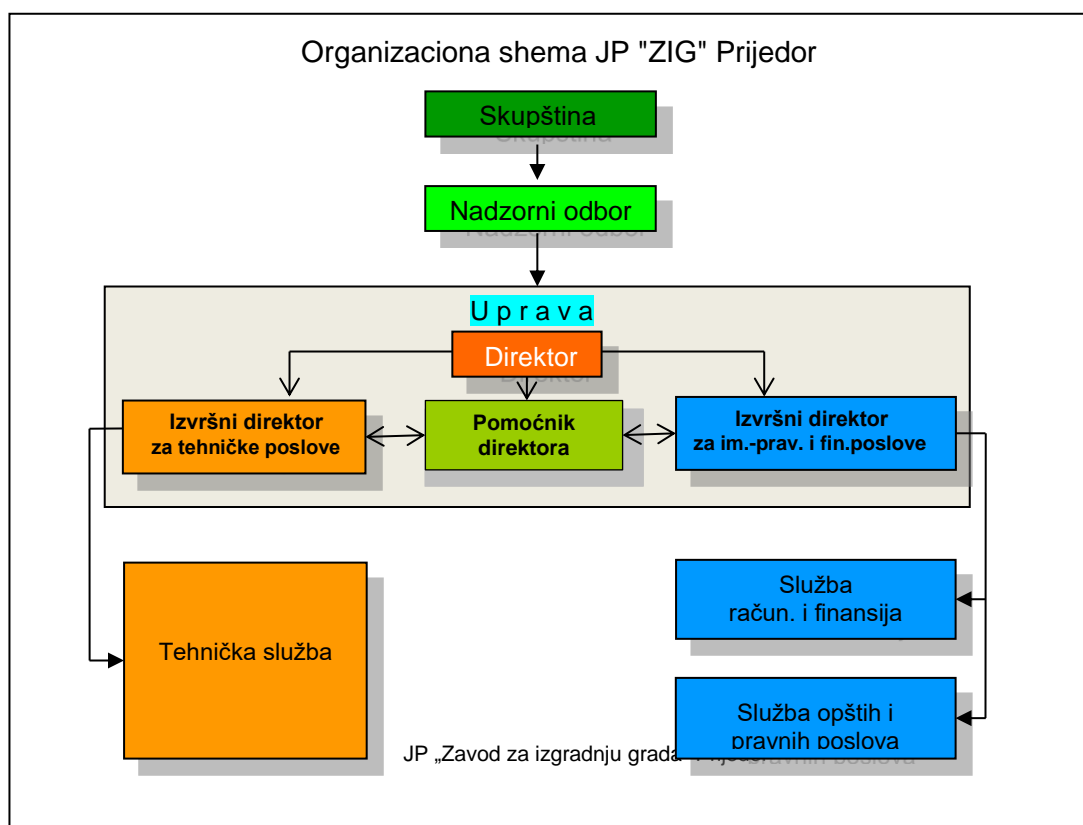 Organizaciona shema JP "ZIG" Prijedor
Skupština
Nadzorni odbor
U p r a v a
Direktor
Izvršni direktor
za tehničke poslove
Pomoćnik
direktora
Izvršni direktor
za im.-prav. i fin.poslove
Tehnička služba
Služba
račun. i finansija
Služba opštih i
pravnih poslova
JP „Zavod za izgradnju grada